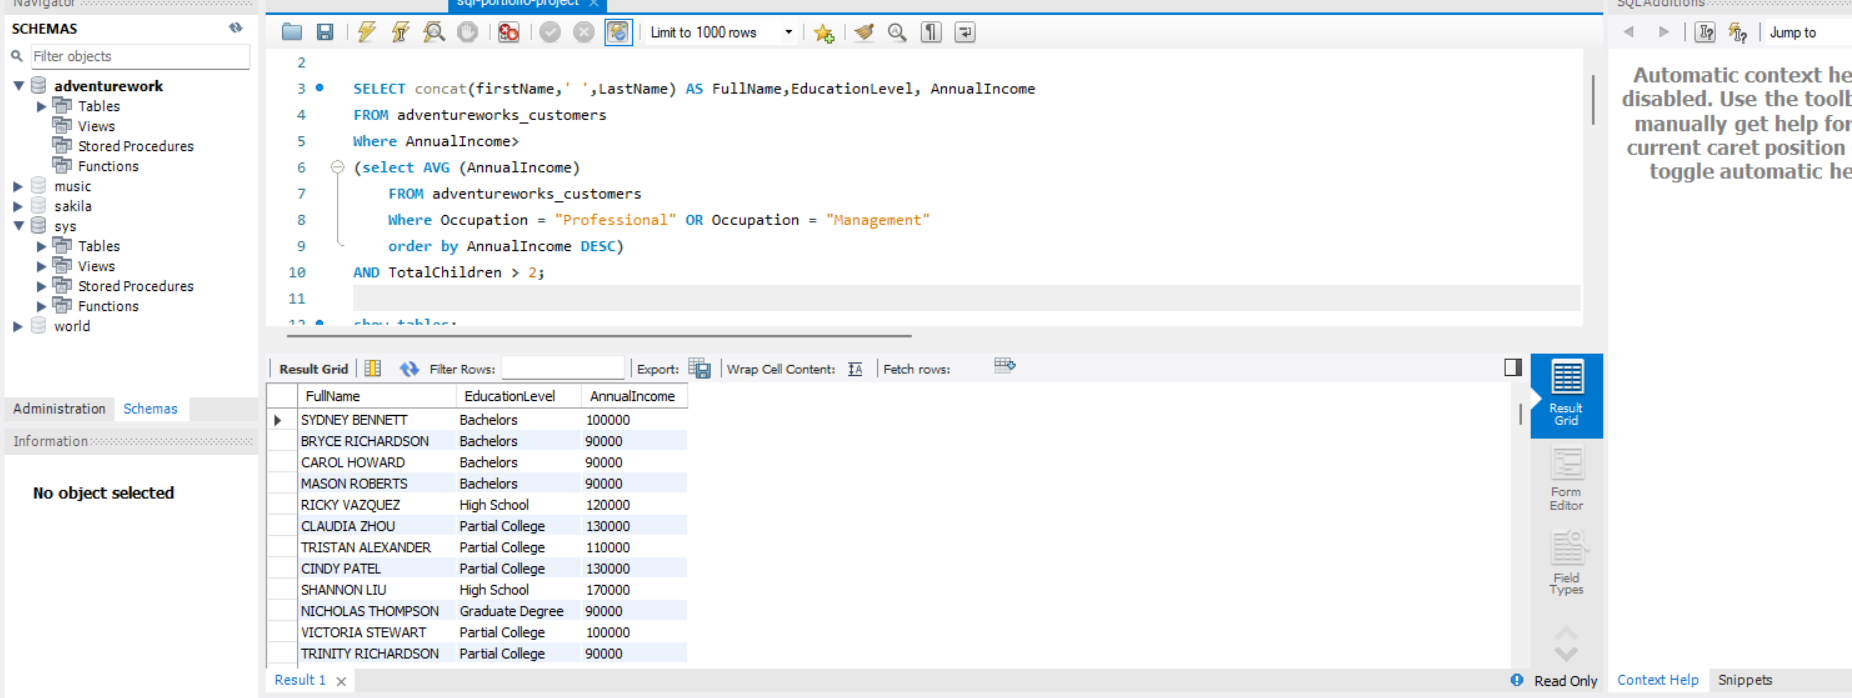 Navigator
SCHEMAS
Filter objects
adventurework
Tables
Views
Stored Procedures
Functions
music
sakila
sys
Tables
Views
Stored Procedures
Functions
world
Administration Schemas
Information
No object selected
sql-portfolio-project
Limit to 1000 rows
2
3 SELECT concat(firstName,' ',LastName) AS FullName,EducationLevel, AnnualIncome
4 FROM adventureworks_customers
5 Where AnnualIncome>
6 (select AVG (AnnualIncome)
7 FROM adventureworks_customers
8 Where Occupation = "Professional" OR Occupation = "Management"
9 order by AnnualIncome DESC)
10 AND TotalChildren > 2;
11
12 show tables;
Result Grid Filter Rows: Export: Wrap Cell Content: Fetch rows:
FullName EducationLevel AnnualIncome
SYDNEY BENNETT Bachelors 100000
BRYCE RICHARDSON Bachelors 90000
CAROL HOWARD Bachelors 90000
MASON ROBERTS Bachelors 90000
RICKY VAZQUEZ High School 120000
CLAUDIA ZHOU Partial College 130000
TRISTAN ALEXANDER Partial College 110000
CINDY PATEL Partial College 130000
SHANNON LIU High School 170000
NICHOLAS THOMPSON Graduate Degree 90000
VICTORIA STEWART Partial College 100000
TRINITY RICHARDSON Partial College 90000
Result 1
Result
Grid
Form
Editor
Field
Types
Read Only
SQLAdditions
Jump to
Automatic context he
disabled. Use the toolb
manually get help for
current caret position
toggle automatic he
Context Help Snippets